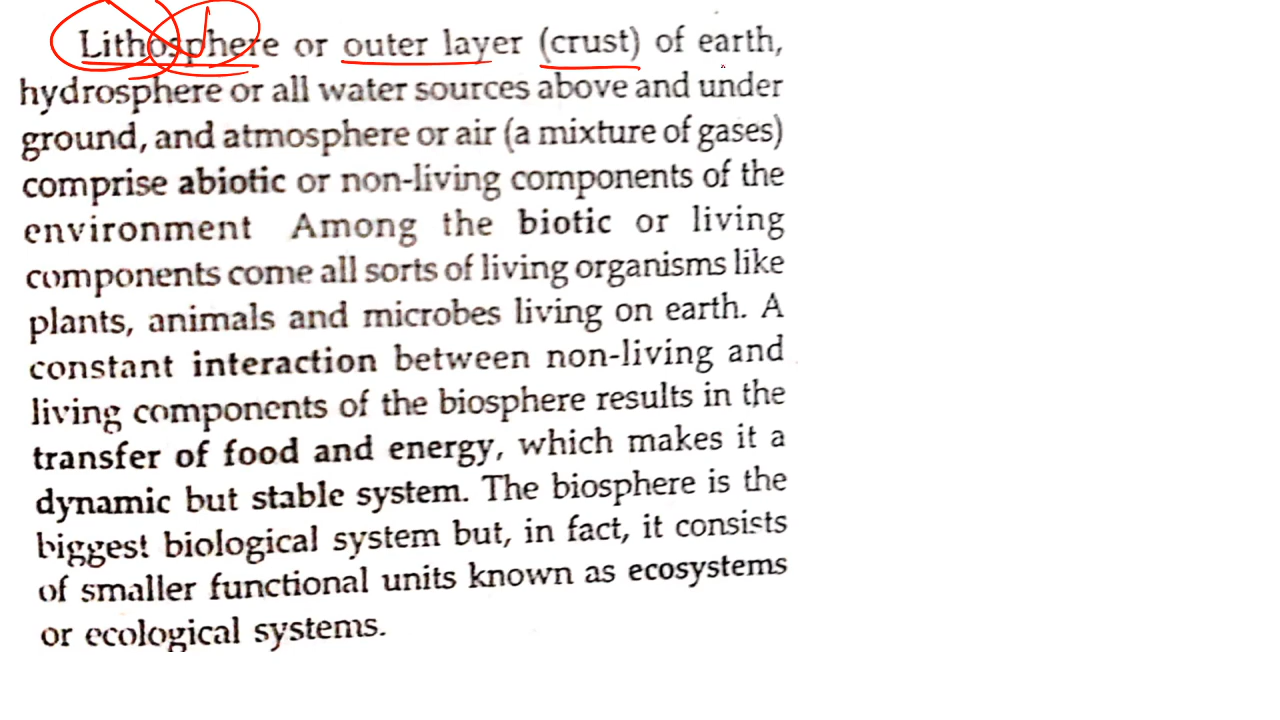 Lithosphere or outer layer (crust) of earth,
hydrosphere or all water sources above and under
ground, and atmosphere or air (a mixture of gases)
comprise abiotic or non-living components of the
environment Among the biotic or living
components come all sorts of living organisms like
plants, animals and microbes living on earth. A
constant interaction between non-living and
living components of the biosphere results in the
transfer of food and energy, which makes it a
dynamic but stable system. The biosphere is the
biggest biological system but, in fact, it consists
of smaller functional units known as ecosystems
or ecological systems.